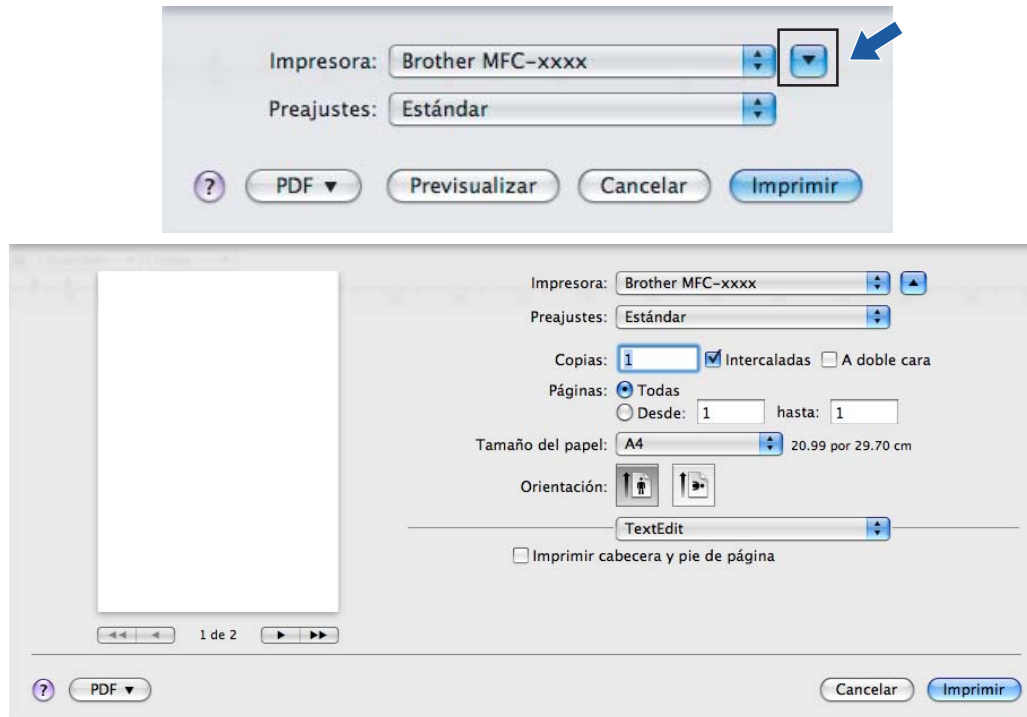 Impresora: Brother MFC-xxxx
Preajustes: Estándar
? PDF ▼ Previsualizar Cancelar Imprimir
Impresora: Brother MFC-xxxx
Preajustes: Estándar
Copias: 1 Intercaladas A doble cara
Páginas: Todas
Desde: 1 hasta: 1
Tamaño del papel: A4 20.99 por 29.70 cm
Orientación:
TextEdit
Imprimir cabecera y pie de página
1 de 2
? PDF ▼ Cancelar Imprimir